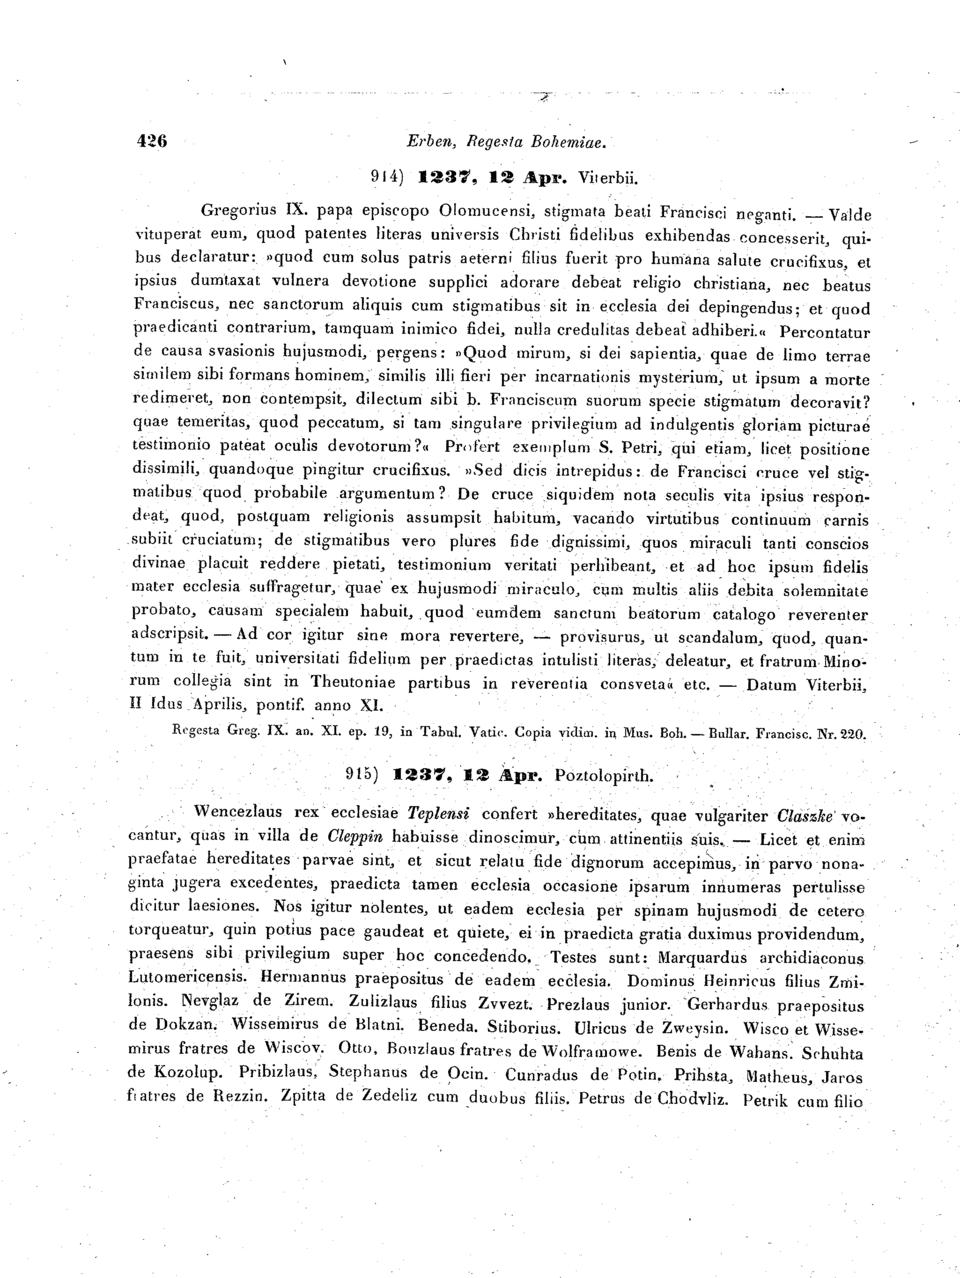 426 Erben, Regesta Bohemiae.
914) 1237, 12 Apr. Viterbii.
Gregorius IX. papa episcopo Olomucensi, stigmata beati Francisci neganti. — Valde
vituperat eum, quod patentes literas universis Christi fidelibus exhibendas concesserit, qui-
bus declaratur: »quod cum solus patris aeterni filius fuerit pro humana salute crucifixus, et
ipsius dumtaxat vulnera devotione supplici adorare debeat religio christiana, nec beatus
Franciscus, nec sanctorum aliquis cum stigmatibus sit in ecclesia dei depingendus; et quod
praedicanti contrarium, tamquam inimico fidei, nulla credulitas debeat adhiberi.« Percontatur
de causa svasionis hujusmodi, pergens: »Quod mirum, si dei sapientia, quae de limo terrae
similem sibi formans hominem, similis illi fieri per incarnationis mysterium, ut ipsum a morte
redimeret, non contempsit, dilectum sibi b. Franciscum suorum specie stigmatum decoravit?
quae temeritas, quod peccatum, si tam singulare privilegium ad indulgentis gloriam picturae
testimonio pateat oculis devotorum?« Profert exemplum S. Petri, qui etiam, licet positione
dissimili, quandoque pingitur crucifixus. »Sed dicis intrepidus: de Francisci cruce vel stig-
matibus quod probabile argumentum? De cruce siquidem nota seculis vita ipsius respon-
deat, quod, postquam religionis assumpsit habitum, vacando virtutibus continuum carnis
subiit cruciatum; de stigmatibus vero plures fide dignissimi, quos miraculi tanti conscios
divinae placuit reddere pietati, testimonium veritati perhibeant, et ad hoc ipsum fidelis
mater ecclesia suffragetur, quae ex hujusmodi miraculo, cum multis aliis debita solemnitate
probato, causam specialem habuit, quod eumdem sanctum beatorum catalogo reverenter
adscripsit. — Ad cor igitur sine mora revertere, — provisurus, ut scandalum, quod, quan-
tum in te fuit, universitati fidelium per praedictas intulisti literas, deleatur, et fratrum Mino-
rum collegia sint in Theutoniae partibus in reverentia consveta« etc. — Datum Viterbii,
II Idus Aprilis, pontif. anno XI.
Regesta Greg. IX. an. XI. ep. 19, in Tabul. Vatic. Copia vidim. in Mus. Boh. — Bullar. Francisc. Nr. 220.
915) 1237, 12 Apr. Poztolopirth.
Wencezlaus rex ecclesiae Teplensi confert »hereditates, quae vulgariter Claszke vo-
cantur, quas in villa de Cleppin habuisse dinoscimur, cum attinentiis suis. — Licet et enim
praefatae hereditates parvae sint, et sicut relatu fide dignorum accepimus, in parvo nona-
ginta jugera excedentes, praedicta tamen ecclesia occasione ipsarum innumeras pertulisse
dicitur laesiones. Nos igitur nolentes, ut eadem ecclesia per spinam hujusmodi de cetero
torqueatur, quin potius pace gaudeat et quiete, ei in praedicta gratia duximus providendum,
praesens sibi privilegium super hoc concedendo. Testes sunt: Marquardus archidiaconus
Lutomericensis. Hermannus praepositus de eadem ecclesia. Dominus Heinricus filius Zmi-
lonis. Nevglaz de Zirem. Zulizlaus filius Zvvezt. Prezlaus junior. Gerhardus praepositus
de Dokzan. Wissemirus de Blatni. Beneda. Stiborius. Ulricus de Zweysin. Wisco et Wisse-
mirus fratres de Wiscov. Otto, Bouzlaus fratres de Wolframowe. Benis de Wahans. Schuhta
de Kozolup. Pribizlaus, Stephanus de Ocin. Cunradus de Potin. Prihsta, Matheus, Jaros
fratres de Rezzin. Zpitta de Zedeliz cum duobus filiis. Petrus de Chodvliz. Petrik cum filio